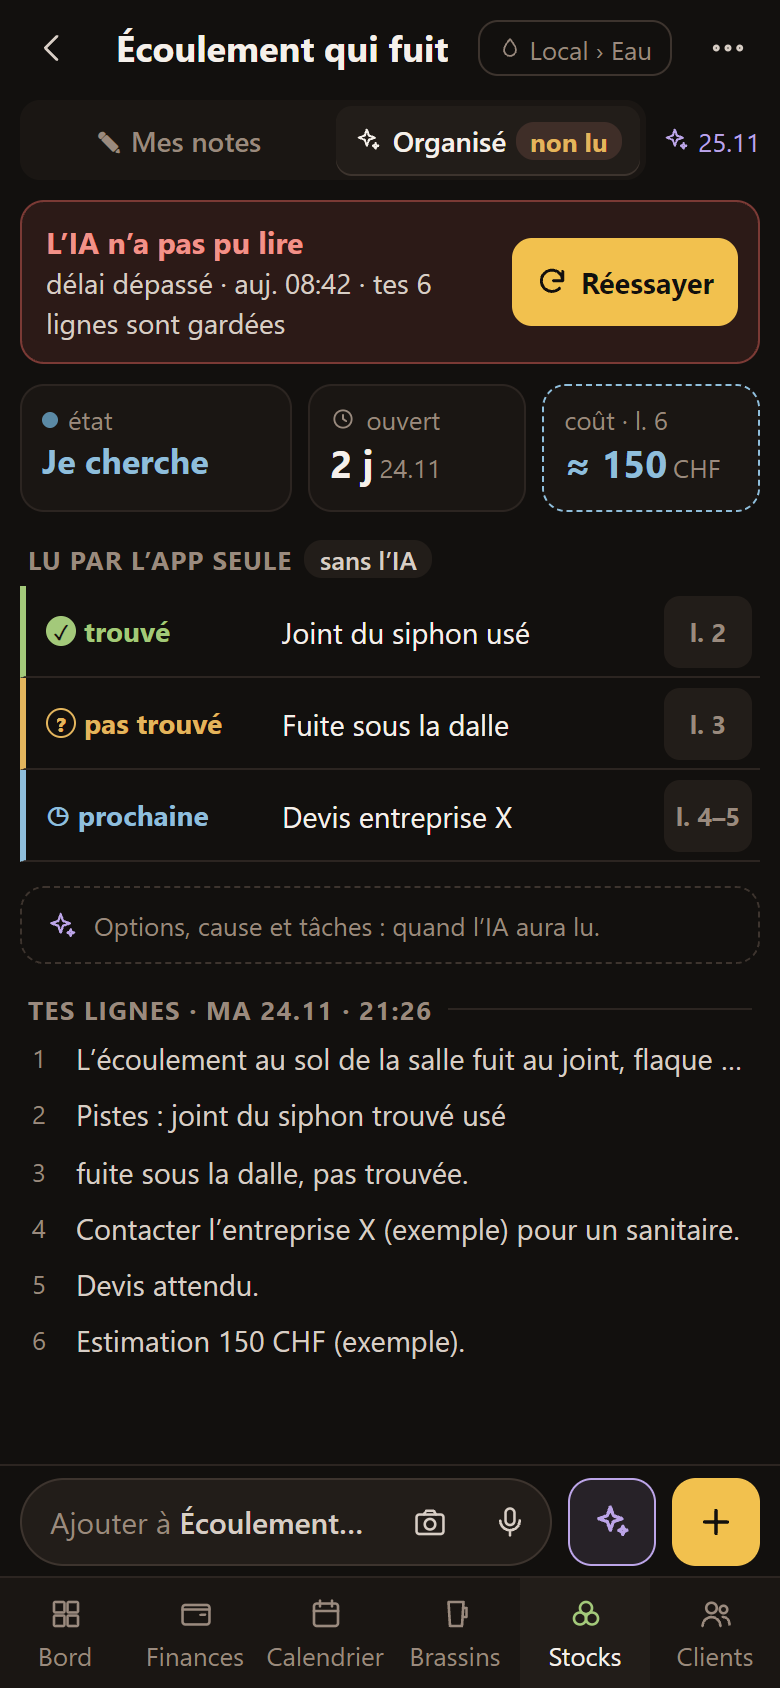 Écoulement qui fuit
Local › Eau
Mes notes
Organisé non lu
25.11
L’IA n’a pas pu lire
délai dépassé · auj. 08:42 · tes 6
lignes sont gardées
Réessayer
état
Je cherche
ouvert
2 j 24.11
coût · l. 6
≈ 150 CHF
LU PAR L’APP SEULE sans l’IA
trouvé Joint du siphon usé l. 2
pas trouvé Fuite sous la dalle l. 3
prochaine Devis entreprise X l. 4–5
Options, cause et tâches : quand l’IA aura lu.
TES LIGNES · MA 24.11 · 21:26
1 L’écoulement au sol de la salle fuit au joint, flaque …
2 Pistes : joint du siphon trouvé usé
3 fuite sous la dalle, pas trouvée.
4 Contacter l’entreprise X (exemple) pour un sanitaire.
5 Devis attendu.
6 Estimation 150 CHF (exemple).
Ajouter à Écoulement…
Bord Finances Calendrier Brassins Stocks Clients